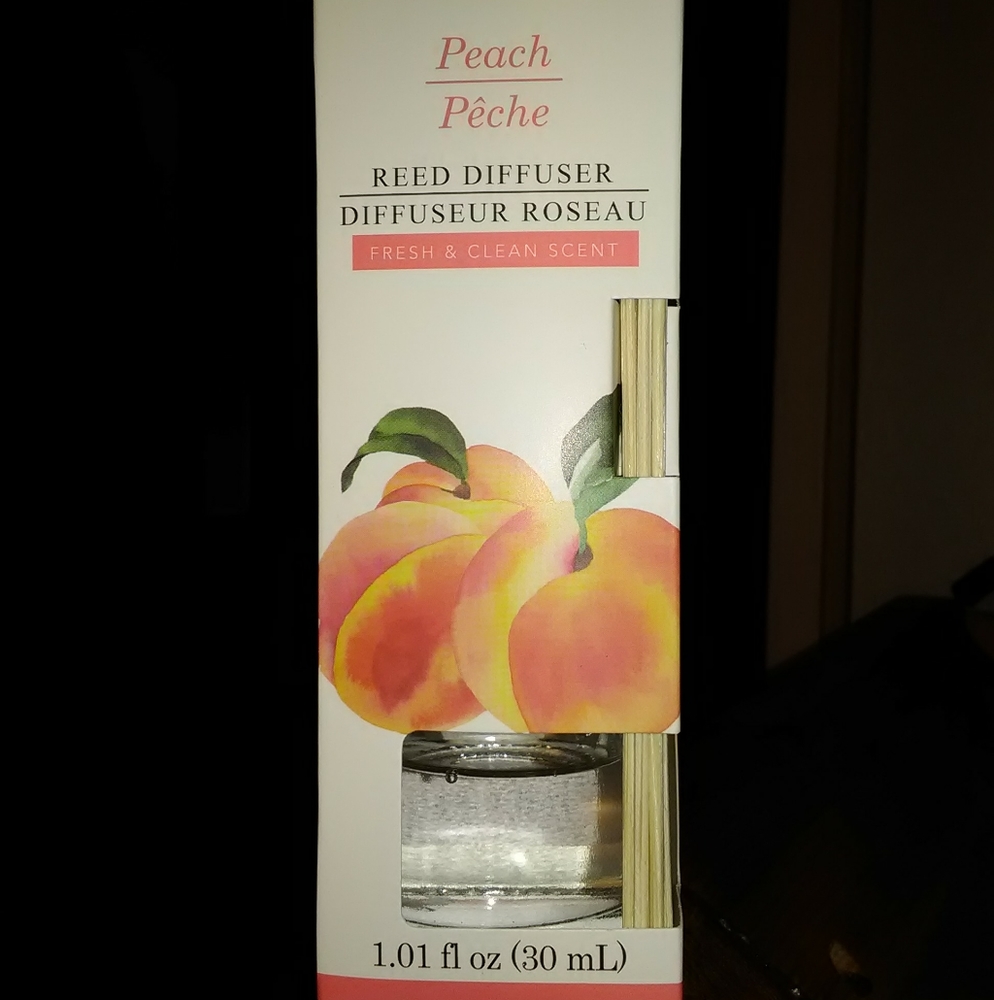 Peach
Pêche
REED DIFFUSER
DIFFUSEUR ROSEAU
FRESH & CLEAN SCENT
1.01 fl oz (30 mL)